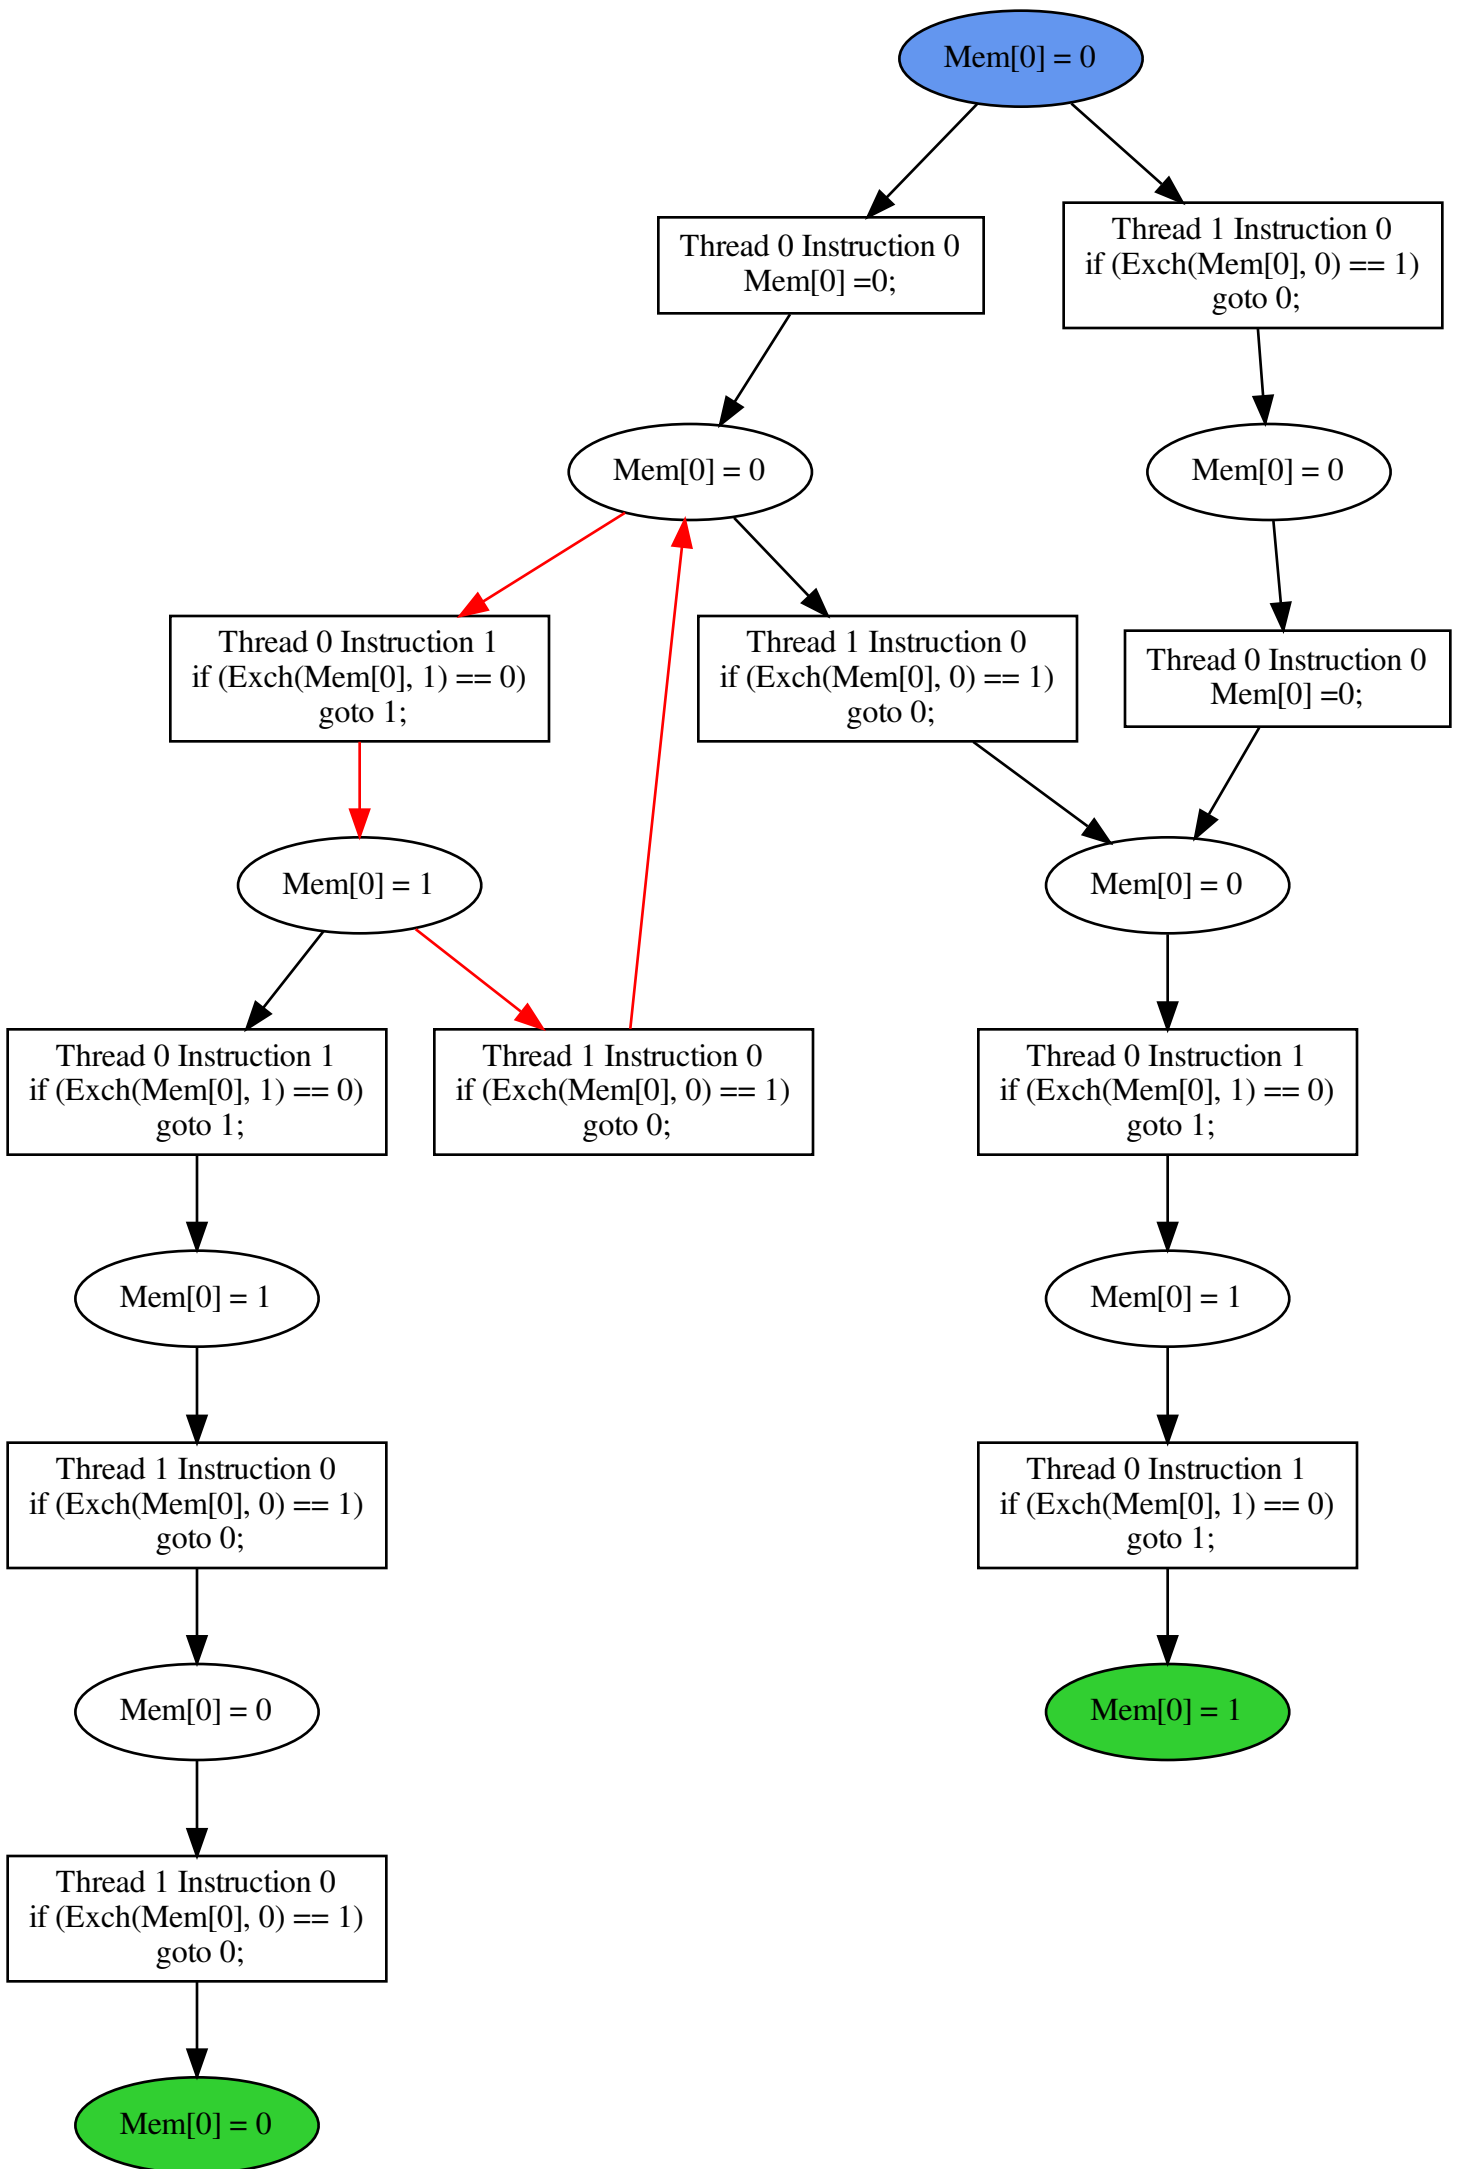 Mem[0] = 0
Thread 0 Instruction 0
Mem[0] =0;
Thread 1 Instruction 0
if (Exch(Mem[0], 0) == 1)
goto 0;
Mem[0] = 0
Mem[0] = 0
Thread 0 Instruction 1
if (Exch(Mem[0], 1) == 0)
goto 1;
Thread 1 Instruction 0
if (Exch(Mem[0], 0) == 1)
goto 0;
Thread 0 Instruction 0
Mem[0] =0;
Mem[0] = 1
Mem[0] = 0
Thread 0 Instruction 1
if (Exch(Mem[0], 1) == 0)
goto 1;
Thread 1 Instruction 0
if (Exch(Mem[0], 0) == 1)
goto 0;
Thread 0 Instruction 1
if (Exch(Mem[0], 1) == 0)
goto 1;
Mem[0] = 1
Mem[0] = 1
Thread 1 Instruction 0
if (Exch(Mem[0], 0) == 1)
goto 0;
Thread 0 Instruction 1
if (Exch(Mem[0], 1) == 0)
goto 1;
Mem[0] = 0
Mem[0] = 1
Thread 1 Instruction 0
if (Exch(Mem[0], 0) == 1)
goto 0;
Mem[0] = 0